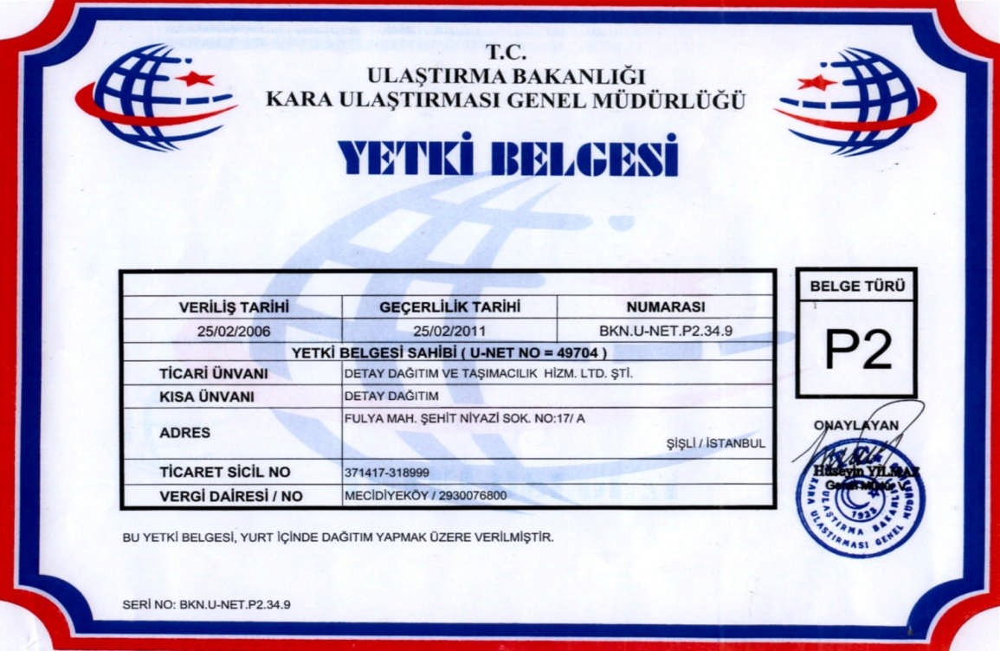 T.C.
ULAŞTIRMA BAKANLIĞI
KARA ULAŞTIRMASI GENEL MÜDÜRLÜĞÜ
YETKİ BELGESİ
BELGE TÜRÜ
P2
VERİLİŞ TARİHİ GEÇERLİLİK TARİHİ NUMARASI
25/02/2006 25/02/2011 BKN.U-NET.P2.34.9
YETKİ BELGESİ SAHİBİ ( U-NET NO = 49704 )
TİCARİ ÜNVANI DETAY DAĞITIM VE TAŞIMACILIK HİZM. LTD. ŞTİ.
KISA ÜNVANI DETAY DAĞITIM
ADRES FULYA MAH. ŞEHİT NİYAZİ SOK. NO:17/ A
ŞİŞLİ / İSTANBUL
TİCARET SİCİL NO 371417-318999
VERGİ DAİRESİ / NO MECİDİYEKÖY / 2930076800
ONAYLAYAN
Hüseyin YILMAZ
Genel Müdür V.
ULAŞTIRMA BAKANLIĞI
KARA ULAŞTIRMASI GENEL MÜDÜRLÜĞÜ
1923
BU YETKİ BELGESİ, YURT İÇİNDE DAĞITIM YAPMAK ÜZERE VERİLMİŞTİR.
SERİ NO: BKN.U-NET.P2.34.9